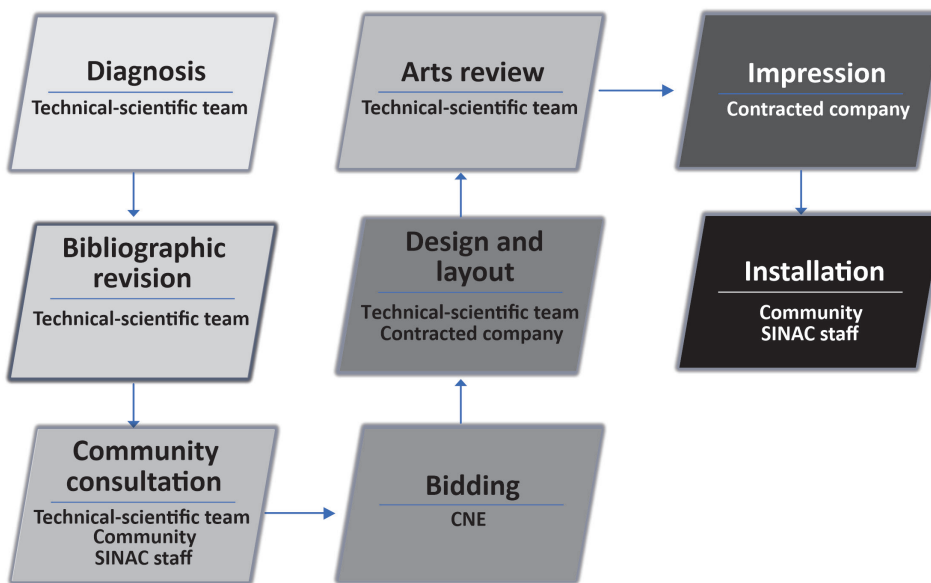 Diagnosis
Technical-scientific team
Bibliographic
revision
Technical-scientific team
Community
consultation
Technical-scientific team
Community
SINAC staff
Bidding
CNE
Design and
layout
Technical-scientific team
Contracted company
Arts review
Technical-scientific team
Impression
Contracted company
Installation
Community
SINAC staff